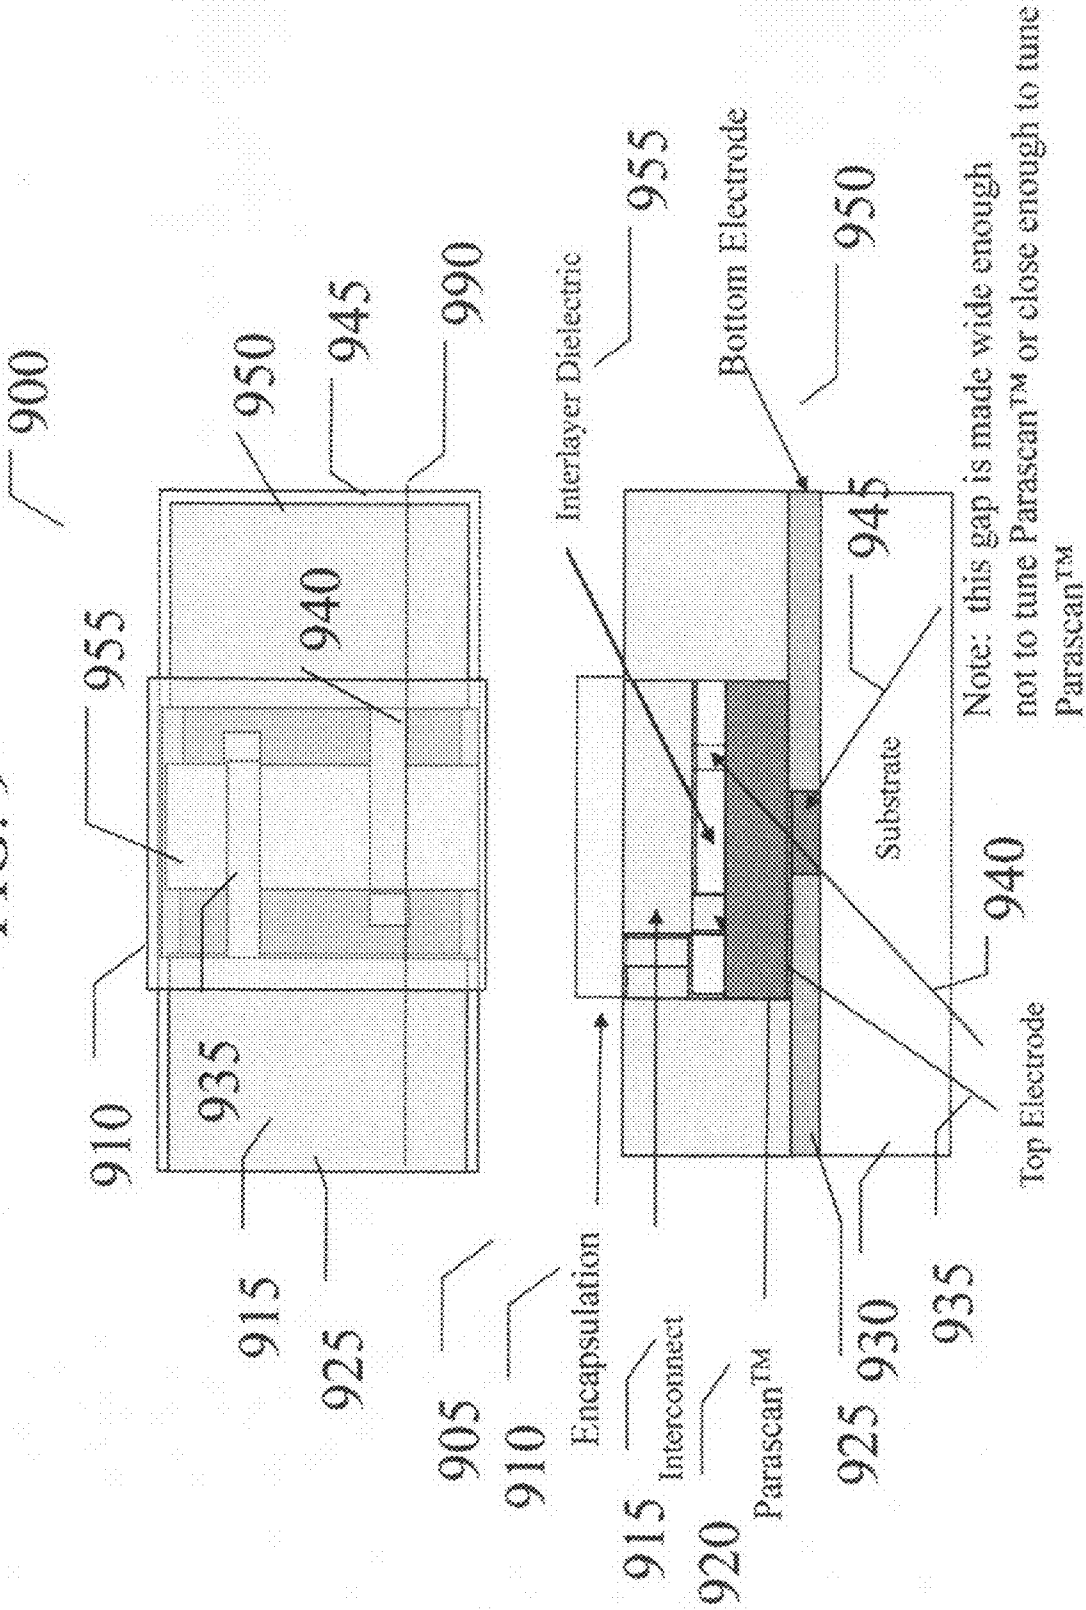 900
955
950
945
940
990
910
935
915
925
905
910
Encapsulation
915
Interconnect
920
Parascan™
925
930
935
Top Electrode
940
Substrate
945
Interlayer Dielectric
955
Bottom Electrode
950
Note: this gap is made wide enough
not to tune Parascan™ or close enough to tune
Parascan™